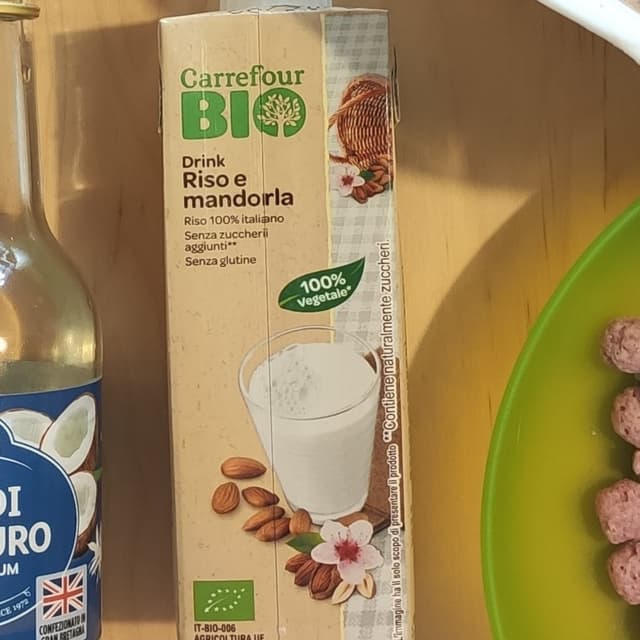 Carrefour
BIO
Drink
Riso e
mandorla
Riso 100% italiano
Senza zuccheri
aggiunti**
Senza glutine
100%
Vegetale*
**Contiene naturalmente zuccheri.
L'immagine ha il solo scopo di presentare il prodotto
IT-BIO-006
AGRICOLTURA UE
DI
URO
UM
CE 1972
CONFEZIONATO IN
GRAN BRETAGNA